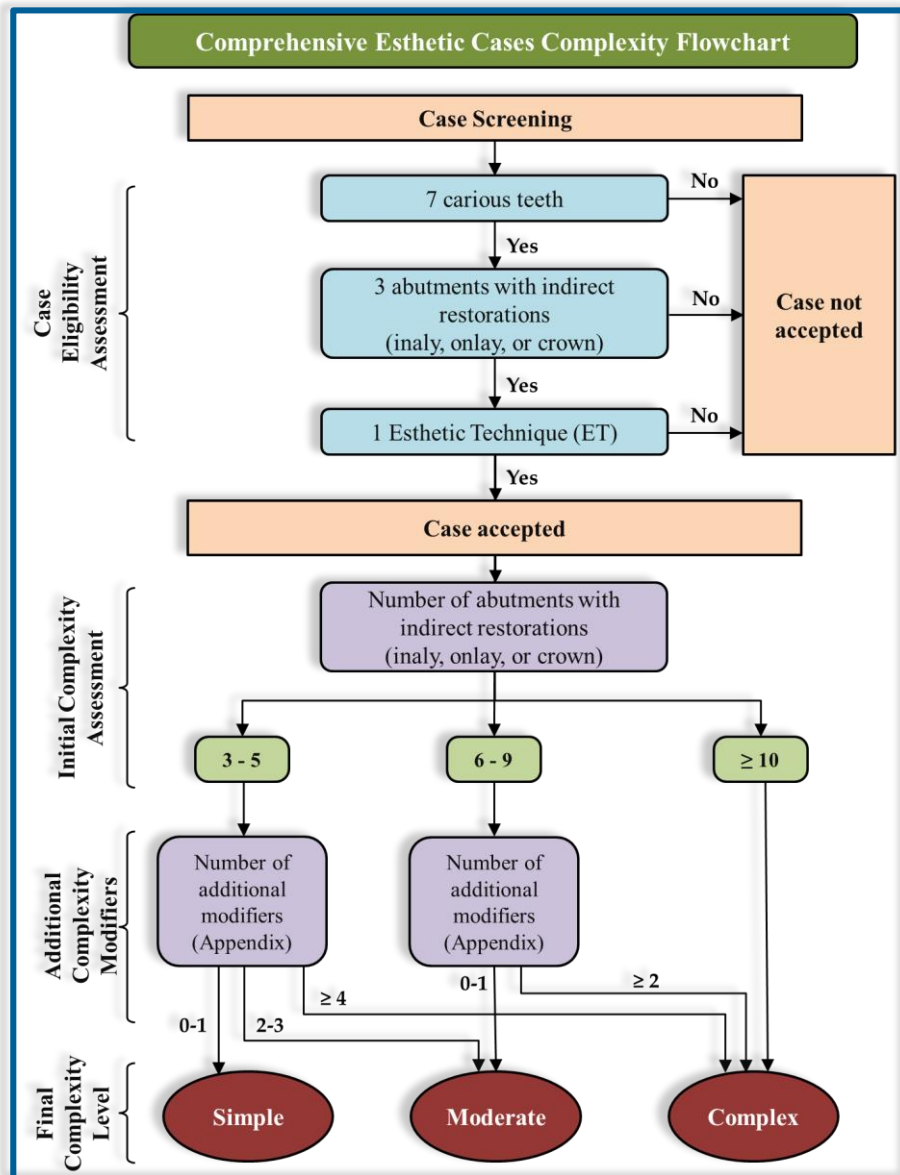 Comprehensive Esthetic Cases Complexity Flowchart
Case Screening
Case
Eligibility
Assessment
7 carious teeth
No
Yes
3 abutments with indirect
restorations
(inaly, onlay, or crown)
No
Case not
accepted
Yes
1 Esthetic Technique (ET)
No
Yes
Case accepted
Initial Complexity
Assessment
Number of abutments with
indirect restorations
(inaly, onlay, or crown)
3 - 5
6 - 9
≥ 10
Additional
Complexity
Modifiers
Number of
additional
modifiers
(Appendix)
Number of
additional
modifiers
(Appendix)
0-1
2-3
≥ 4
0-1
≥ 2
Final
Complexity
Level
Simple
Moderate
Complex